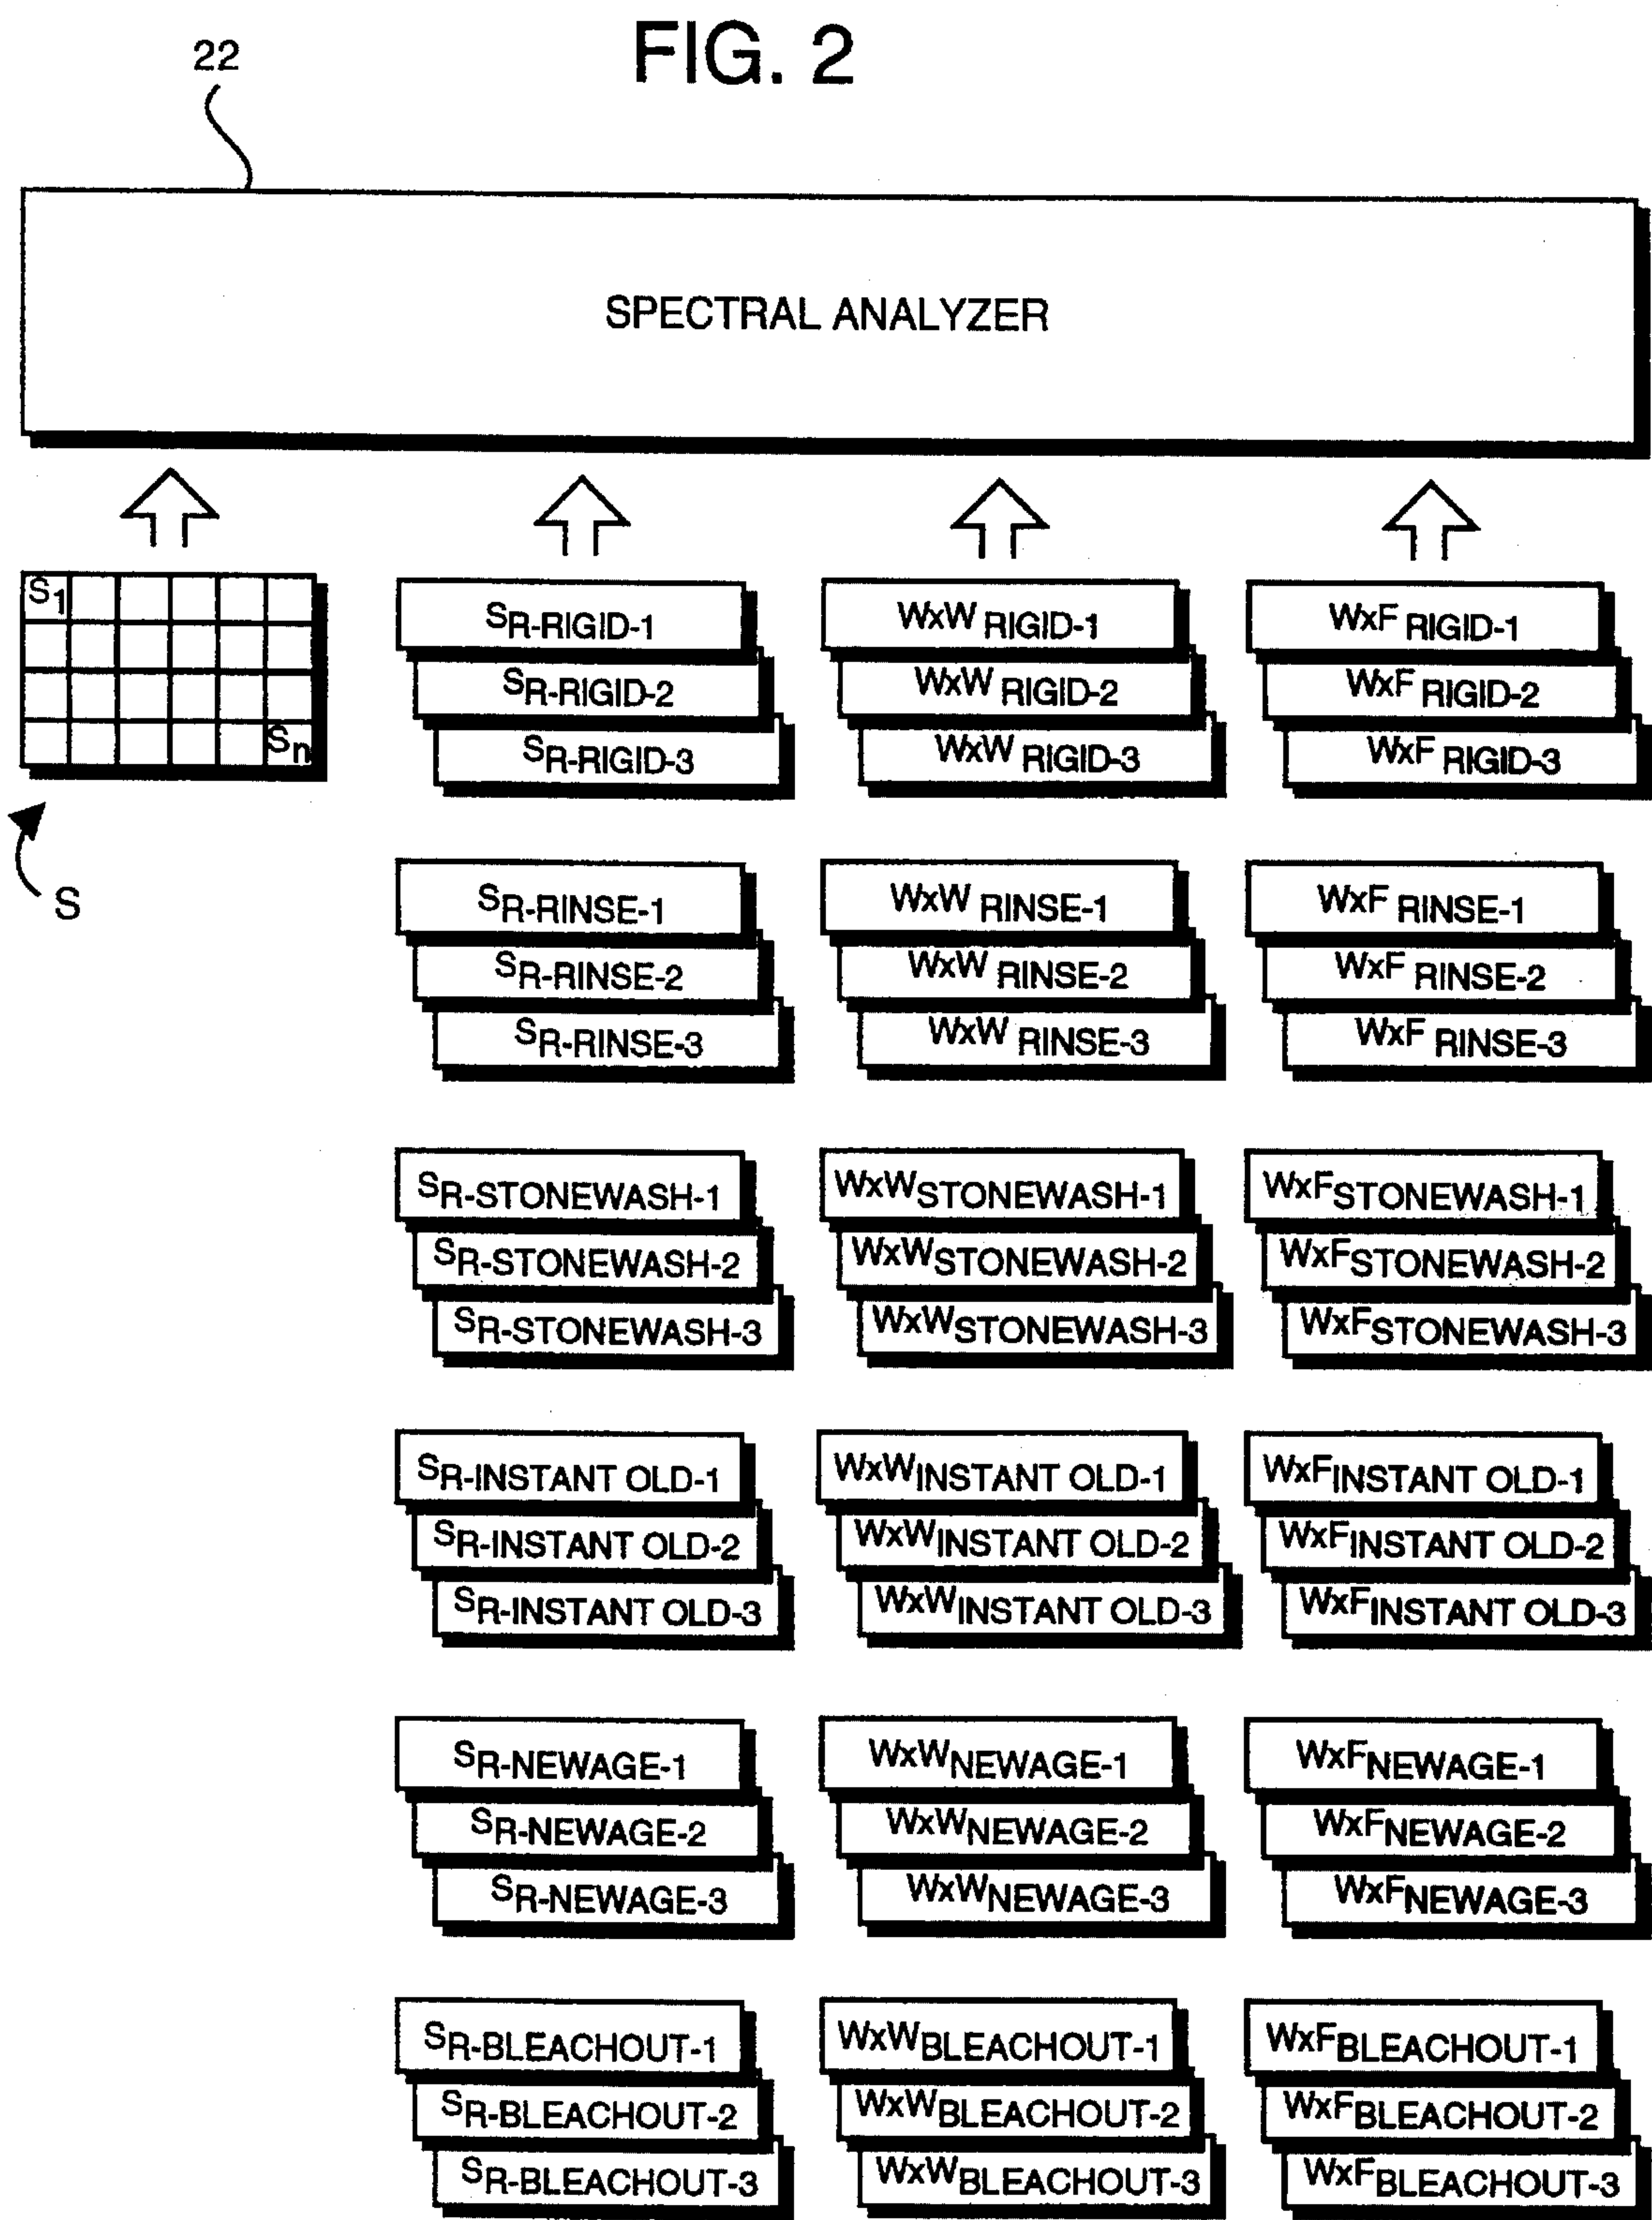 FIG. 2
22
SPECTRAL ANALYZER
S1
Sn
S
SR-RIGID-1 WxW RIGID-1 WxF RIGID-1
SR-RIGID-2 WxW RIGID-2 WxF RIGID-2
SR-RIGID-3 WxW RIGID-3 WxF RIGID-3
SR-RINSE-1 WxW RINSE-1 WxF RINSE-1
SR-RINSE-2 WxW RINSE-2 WxF RINSE-2
SR-RINSE-3 WxW RINSE-3 WxF RINSE-3
SR-STONEWASH-1 WxWSTONEWASH-1 WxFSTONEWASH-1
SR-STONEWASH-2 WxWSTONEWASH-2 WxFSTONEWASH-2
SR-STONEWASH-3 WxWSTONEWASH-3 WxFSTONEWASH-3
SR-INSTANT OLD-1 WxWINSTANT OLD-1 WxFINSTANT OLD-1
SR-INSTANT OLD-2 WxWINSTANT OLD-2 WxFINSTANT OLD-2
SR-INSTANT OLD-3 WxWINSTANT OLD-3 WxFINSTANT OLD-3
SR-NEWAGE-1 WxWNEWAGE-1 WxFNEWAGE-1
SR-NEWAGE-2 WxWNEWAGE-2 WxFNEWAGE-2
SR-NEWAGE-3 WxWNEWAGE-3 WxFNEWAGE-3
SR-BLEACHOUT-1 WxWBLEACHOUT-1 WxFBLEACHOUT-1
SR-BLEACHOUT-2 WxWBLEACHOUT-2 WxFBLEACHOUT-2
SR-BLEACHOUT-3 WxWBLEACHOUT-3 WxFBLEACHOUT-3